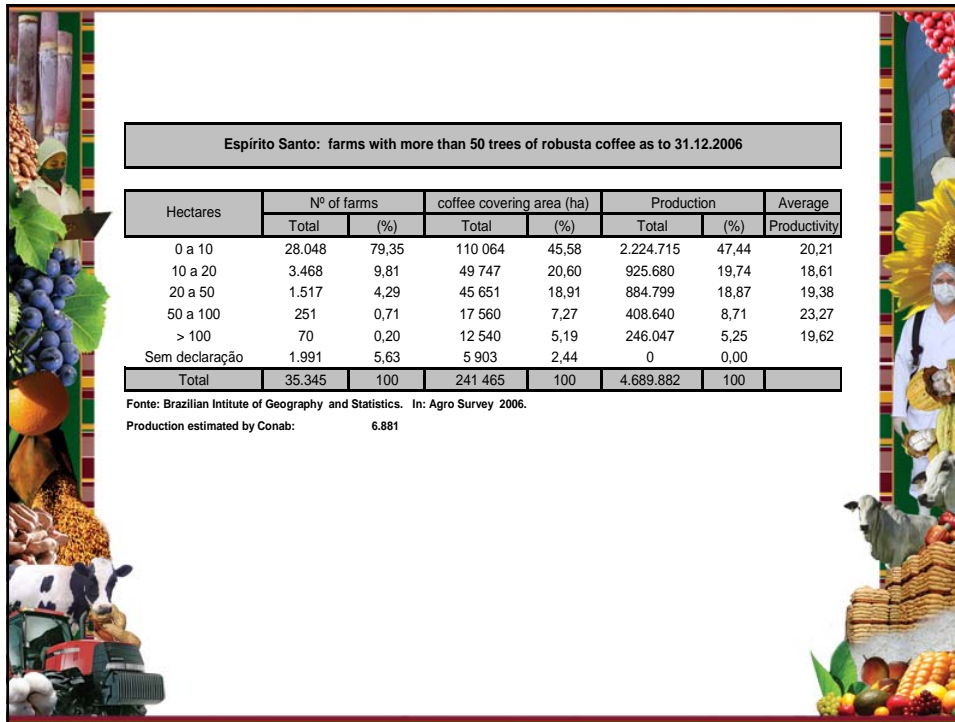 Espírito Santo: farms with more than 50 trees of robusta coffee as to 31.12.2006
Hectares Nº of farms coffee covering area (ha) Production Average
Total (%) Total (%) Total (%) Productivity
0 a 10 28.048 79,35 110 064 45,58 2.224.715 47,44 20,21
10 a 20 3.468 9,81 49 747 20,60 925.680 19,74 18,61
20 a 50 1.517 4,29 45 651 18,91 884.799 18,87 19,38
50 a 100 251 0,71 17 560 7,27 408.640 8,71 23,27
> 100 70 0,20 12 540 5,19 246.047 5,25 19,62
Sem declaração 1.991 5,63 5 903 2,44 0 0,00
Total 35.345 100 241 465 100 4.689.882 100
Fonte: Brazilian Intitute of Geography and Statistics. In: Agro Survey 2006.
Production estimated by Conab: 6.881